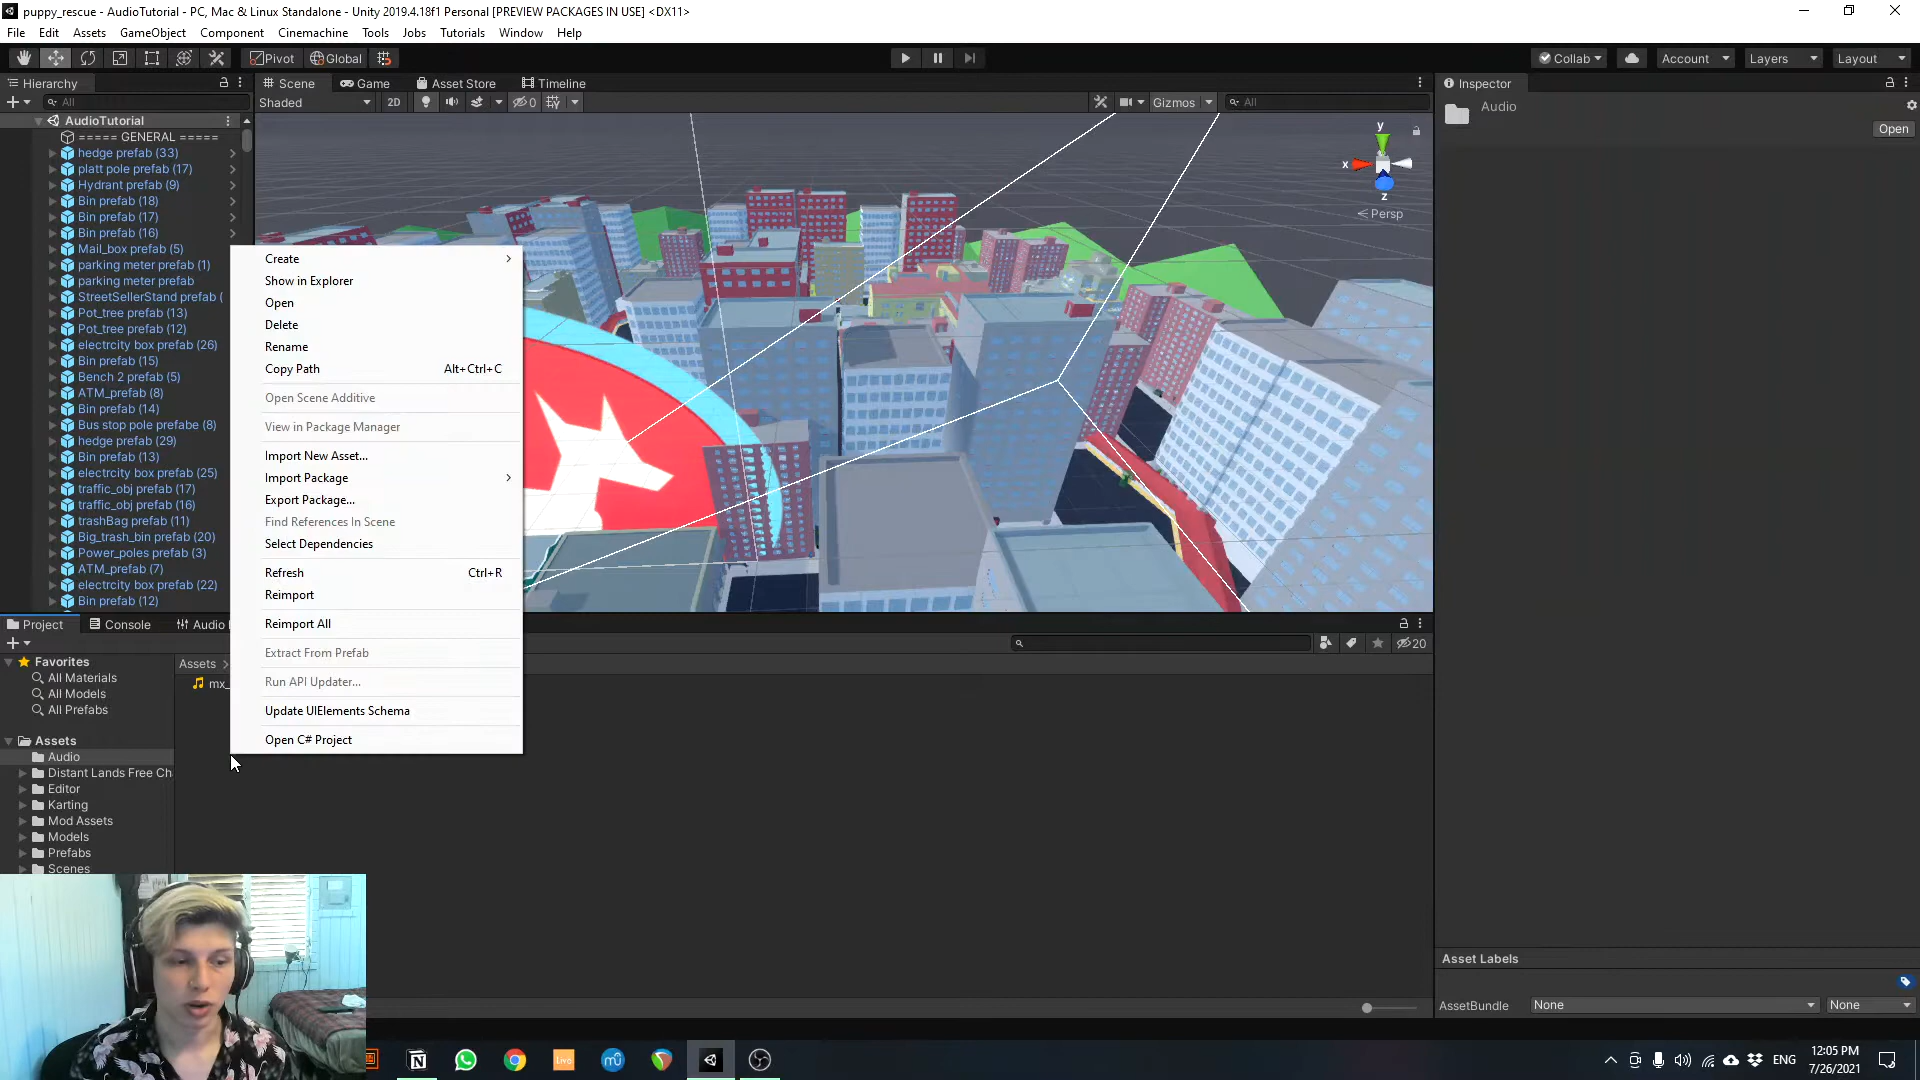 puppy_rescue - AudioTutorial - PC, Mac & Linux Standalone - Unity 2019.4.18f1 Personal [PREVIEW PACKAGES IN USE] <DX11>
File Edit Assets GameObject Component Cinemachine Tools Jobs Tutorials Window Help
Pivot Global Collab Account Layers Layout
Hierarchy
Scene Game Asset Store Timeline
Inspector
All
Shaded 2D 0 Gizmos All
Audio
Open
AudioTutorial
===== GENERAL =====
hedge prefab (33)
platt pole prefab (17)
Hydrant prefab (9)
Bin prefab (18)
Bin prefab (17)
Bin prefab (16)
Mail_box prefab (5)
parking meter prefab (1)
parking meter prefab
StreetSellerStand prefab (
Pot_tree prefab (13)
Pot_tree prefab (12)
electrcity box prefab (26)
Bin prefab (15)
Bench 2 prefab (5)
ATM_prefab (8)
Bin prefab (14)
Bus stop pole prefabe (8)
hedge prefab (29)
Bin prefab (13)
electrcity box prefab (25)
traffic_obj prefab (17)
traffic_obj prefab (16)
trashBag prefab (11)
Big_trash_bin prefab (20)
Power_poles prefab (3)
ATM_prefab (7)
electrcity box prefab (22)
Bin prefab (12)
y
x
z
Persp
Create
Show in Explorer
Open
Delete
Rename
Copy Path Alt+Ctrl+C
Open Scene Additive
View in Package Manager
Import New Asset...
Import Package
Export Package...
Find References In Scene
Select Dependencies
Refresh Ctrl+R
Reimport
Reimport All
Extract From Prefab
Run API Updater...
Update UIElements Schema
Open C# Project
Project Console Audio
20
Favorites
All Materials
All Models
All Prefabs
Assets
Audio
Distant Lands Free Ch
Editor
Karting
Mod Assets
Models
Prefabs
Scenes
Assets
mx_
Asset Labels
AssetBundle None None
ENG
12:05 PM
7/26/2021